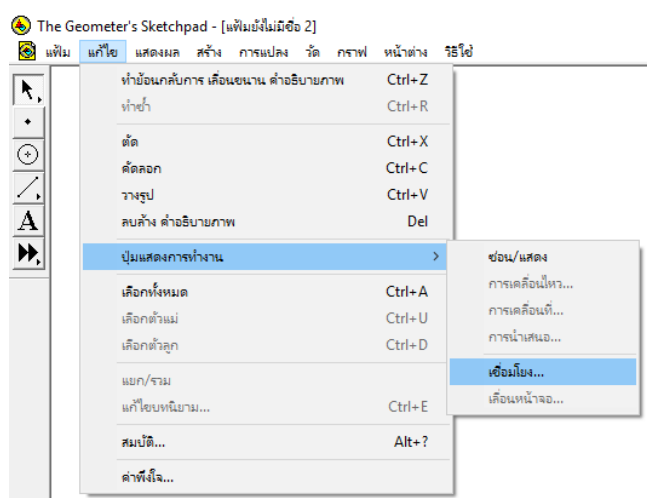 The Geometer's Sketchpad - [แฟ้มยังไม่มีชื่อ 2]
แฟ้ม แก้ไข แสดงผล สร้าง การแปลง วัด กราฟ หน้าต่าง วิธีใช้
ทำย้อนกลับการ เลื่อนขนาน คำอธิบายภาพ Ctrl+Z
ทำซ้ำ Ctrl+R
ตัด Ctrl+X
คัดลอก Ctrl+C
วางรูป Ctrl+V
ลบล้าง คำอธิบายภาพ Del
ปุ่มแสดงการทำงาน >
ซ่อน/แสดง
การเคลื่อนไหว...
การเคลื่อนที่...
การนำเสนอ...
เชื่อมโยง...
เลื่อนหน้าจอ...
เลือกทั้งหมด Ctrl+A
เลือกตัวแม่ Ctrl+U
เลือกตัวลูก Ctrl+D
แยก/รวม
แก้ไขบทนิยาม... Ctrl+E
สมบัติ... Alt+?
ค่าพึงใจ...
A